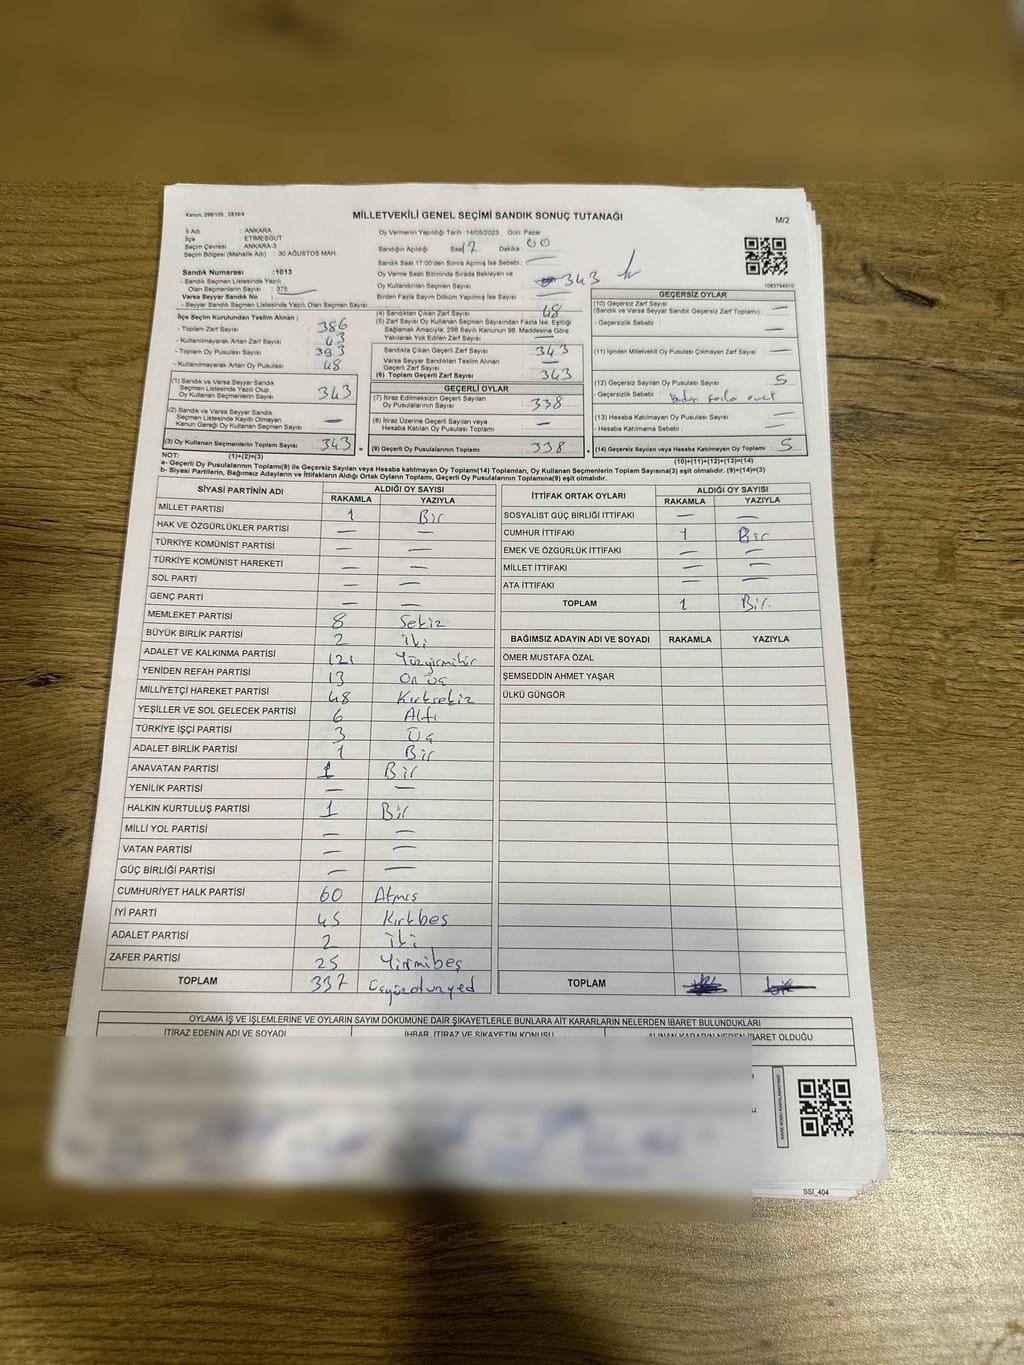 Kanun: 298/105 , 2839/4
MİLLETVEKİLİ GENEL SEÇİMİ SANDIK SONUÇ TUTANAĞI
M/2
İl Adı : ANKARA
İlçe : ETİMESGUT
Seçim Çevresi : ANKARA-3
Seçim Bölgesi (Mahalle Adı) : 30 AĞUSTOS MAH.
Sandık Numarası :1013
- Sandık Seçmen Listesinde Yazılı
Olan Seçmenlerin Sayısı : 375
Varsa Seyyar Sandık No :
- Seyyar Sandık Seçmen Listesinde Yazılı Olan Seçmen Sayısı
Oy Vermenin Yapıldığı Tarih :14/05/2023 Gün: Pazar
Sandığın Açıldığı Saat 17 Dakika 00
Sandık Saat 17:00'den Sonra Açılmış İse Sebebi : —
Oy Verme Saati Bitiminde Sırada Bekleyen ve
Oy Kullandırılan Seçmen Sayısı : 343
Birden Fazla Sayım Döküm Yapılmış İse Sayısı : —
1083794010
İlçe Seçim Kurulundan Teslim Alınan ;
- Toplam Zarf Sayısı 386
- Kullanılmayarak Artan Zarf Sayısı 43
- Toplam Oy Pusulası Sayısı 393
- Kullanılmayarak Artan Oy Pusulası 48
(1) Sandık ve Varsa Seyyar Sandık
Seçmen Listesinde Yazılı Olup
Oy Kullanan Seçmen Sayısı 343
(2) Sandık ve Varsa Seyyar Sandık
Seçmen Listesinde Kayıtlı Olmayan
Kanun Gereği Oy Kullanan Seçmen Sayısı —
(3) Oy Kullanan Seçmenlerin Toplam Sayısı 343 =
(4) Sandıktan Çıkan Zarf Sayısı 48
(5) Zarf Sayısı Oy Kullanan Seçmen Sayısından Fazla İse, Eşitliği
Sağlamak Amacıyla; 298 Sayılı Kanunun 98. Maddesine Göre
Yakılarak Yok Edilen Zarf Sayısı —
Sandıkta Çıkan Geçerli Zarf Sayısı 343
Varsa Seyyar Sandıktan Teslim Alınan
Geçerli Zarf Sayısı —
(6) Toplam Geçerli Zarf Sayısı 343
GEÇERLİ OYLAR
(7) İtiraz Edilmeksizin Geçerli Sayılan
Oy Pusulalarının Sayısı 338
(8) İtiraz Üzerine Geçerli Sayılan veya
Hesaba Katılan Oy Pusulası Toplamı —
(9) Geçerli Oy Pusulalarının Toplamı 338 +
GEÇERSİZ OYLAR
(10) Geçersiz Zarf Sayısı
(Sandık ve Varsa Seyyar Sandık Geçersiz Zarf Toplamı) : —
- Geçersizlik Sebebi : —
(11) İçinden Milletvekili Oy Pusulası Çıkmayan Zarf Sayısı —
(12) Geçersiz Sayılan Oy Pusulası Sayısı 5
- Geçersizlik Sebebi : Birden fazla evet
(13) Hesaba Katılmayan Oy Pusulası Sayısı —
- Hesaba Katılmama Sebebi : —
(14) Geçersiz Sayılan veya Hesaba Katılmayan Oy Toplamı 5
NOT: (1)+(2)=(3) (10)+(11)+(12)+(13)=(14)
a- Geçerli Oy Pusulalarının Toplamı(9) ile Geçersiz Sayılan veya Hesaba katılmayan Oy Toplam(14) Toplamları, Oy Kullanan Seçmenlerin Toplam Sayısına(3) eşit olmalıdır. (9)+(14)=(3)
b- Siyasi Partilerin, Bağımsız Adayların ve İttifakların Aldığı Ortak Oyların Toplamı, Geçerli Oy Pusulalarının Toplamına(9) eşit olmalıdır.
SİYASİ PARTİNİN ADI ALDIĞI OY SAYISI
RAKAMLA YAZIYLA
MİLLET PARTİSİ 1 Bir
HAK VE ÖZGÜRLÜKLER PARTİSİ — —
TÜRKİYE KOMÜNİST PARTİSİ — —
TÜRKİYE KOMÜNİST HAREKETİ — —
SOL PARTİ — —
GENÇ PARTİ — —
MEMLEKET PARTİSİ 8 Sekiz
BÜYÜK BİRLİK PARTİSİ 2 İki
ADALET VE KALKINMA PARTİSİ 121 Yüzyirmibir
YENİDEN REFAH PARTİSİ 13 On üç
MİLLİYETÇİ HAREKET PARTİSİ 48 Kırksekiz
YEŞİLLER VE SOL GELECEK PARTİSİ 6 Altı
TÜRKİYE İŞÇİ PARTİSİ 3 Üç
ADALET BİRLİK PARTİSİ 1 Bir
ANAVATAN PARTİSİ 1 Bir
YENİLİK PARTİSİ — —
HALKIN KURTULUŞ PARTİSİ 1 Bir
MİLLİ YOL PARTİSİ — —
VATAN PARTİSİ — —
GÜÇ BİRLİĞİ PARTİSİ — —
CUMHURİYET HALK PARTİSİ 60 Atmış
İYİ PARTİ 45 Kırkbeş
ADALET PARTİSİ 2 İki
ZAFER PARTİSİ 25 Yirmibeş
TOPLAM 337
İTTİFAK ORTAK OYLARI ALDIĞI OY SAYISI
RAKAMLA YAZIYLA
SOSYALİST GÜÇ BİRLİĞİ İTTİFAKI — —
CUMHUR İTTİFAKI 1 Bir
EMEK VE ÖZGÜRLÜK İTTİFAKI — —
MİLLET İTTİFAKI — —
ATA İTTİFAKI — —
TOPLAM 1 Bir.
BAĞIMSIZ ADAYIN ADI VE SOYADI RAKAMLA YAZIYLA
ÖMER MUSTAFA ÖZAL
ŞEMSEDDİN AHMET YAŞAR
ÜLKÜ GÜNGÖR
TOPLAM
OYLAMA İŞ VE İŞLEMLERİNE VE OYLARIN SAYIM DÖKÜMÜNE DAİR ŞİKAYETLERLE BUNLARA AİT KARARLARIN NELERDEN İBARET BULUNDUKLARI
İTİRAZ EDENİN ADI VE SOYADI İHBAR, İTİRAZ VE ŞİKAYETİN KONUSU ALINAN KARARIN NEDEN İBARET OLDUĞU
SSI_404